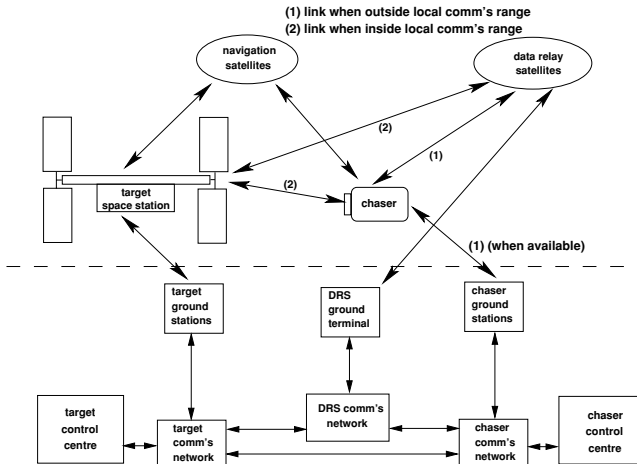 (1) link when outside local comm's range
(2) link when inside local comm's range
navigation
satellites
data relay
satellites
(2)
(1)
(2)
target
space station
chaser
(1) (when available)
target
ground
stations
DRS
ground
terminal
chaser
ground
stations
target
control
centre
target
comm's
network
DRS comm's
network
chaser
comm's
network
chaser
control
centre